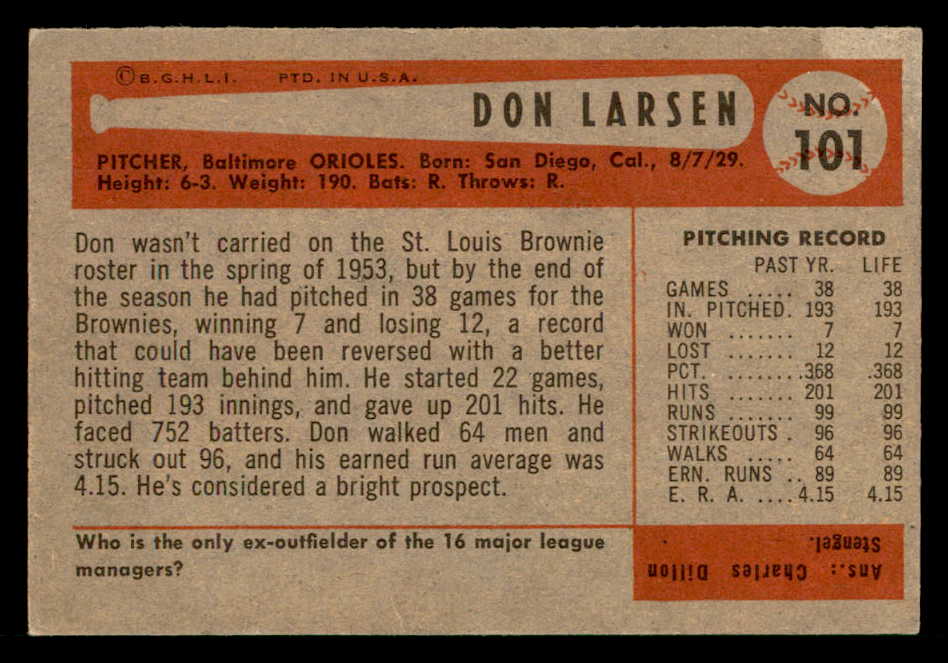 ©B.G.H.L.I. PTD. IN U.S.A.
DON LARSEN
NO.
101
PITCHER, Baltimore ORIOLES. Born: San Diego, Cal., 8/7/29.
Height: 6-3. Weight: 190. Bats: R. Throws: R.
Don wasn't carried on the St. Louis Brownie
roster in the spring of 1953, but by the end of
the season he had pitched in 38 games for the
Brownies, winning 7 and losing 12, a record
that could have been reversed with a better
hitting team behind him. He started 22 games,
pitched 193 innings, and gave up 201 hits. He
faced 752 batters. Don walked 64 men and
struck out 96, and his earned run average was
4.15. He's considered a bright prospect.
PITCHING RECORD
PAST YR. LIFE
GAMES ..... 38 38
IN. PITCHED. 193 193
WON ....... 7 7
LOST ....... 12 12
PCT. ........368 .368
HITS ....... 201 201
RUNS ....... 99 99
STRIKEOUTS . 96 96
WALKS ..... 64 64
ERN. RUNS .. 89 89
E. R. A. ....4.15 4.15
Who is the only ex-outfielder of the 16 major league
managers?
Ans.: Charles Dillon
Stengel.